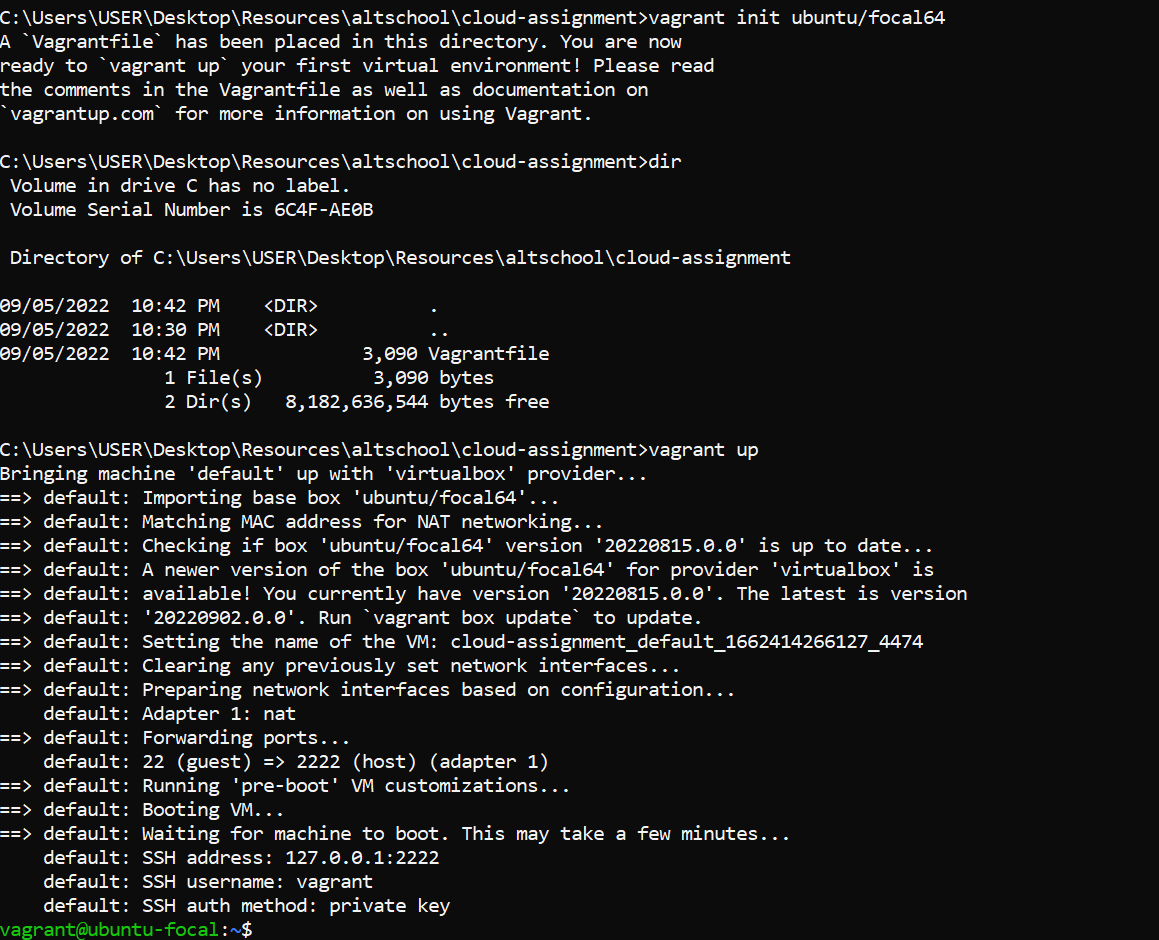 C:\Users\USER\Desktop\Resources\altschool\cloud-assignment>vagrant init ubuntu/focal64
A `Vagrantfile` has been placed in this directory. You are now
ready to `vagrant up` your first virtual environment! Please read
the comments in the Vagrantfile as well as documentation on
`vagrantup.com` for more information on using Vagrant.

C:\Users\USER\Desktop\Resources\altschool\cloud-assignment>dir
 Volume in drive C has no label.
 Volume Serial Number is 6C4F-AE0B

 Directory of C:\Users\USER\Desktop\Resources\altschool\cloud-assignment

09/05/2022  10:42 PM    <DIR>          .
09/05/2022  10:30 PM    <DIR>          ..
09/05/2022  10:42 PM             3,090 Vagrantfile
               1 File(s)          3,090 bytes
               2 Dir(s)   8,182,636,544 bytes free

C:\Users\USER\Desktop\Resources\altschool\cloud-assignment>vagrant up
Bringing machine 'default' up with 'virtualbox' provider...
==> default: Importing base box 'ubuntu/focal64'...
==> default: Matching MAC address for NAT networking...
==> default: Checking if box 'ubuntu/focal64' version '20220815.0.0' is up to date...
==> default: A newer version of the box 'ubuntu/focal64' for provider 'virtualbox' is
==> default: available! You currently have version '20220815.0.0'. The latest is version
==> default: '20220902.0.0'. Run `vagrant box update` to update.
==> default: Setting the name of the VM: cloud-assignment_default_1662414266127_4474
==> default: Clearing any previously set network interfaces...
==> default: Preparing network interfaces based on configuration...
    default: Adapter 1: nat
==> default: Forwarding ports...
    default: 22 (guest) => 2222 (host) (adapter 1)
==> default: Running 'pre-boot' VM customizations...
==> default: Booting VM...
==> default: Waiting for machine to boot. This may take a few minutes...
    default: SSH address: 127.0.0.1:2222
    default: SSH username: vagrant
    default: SSH auth method: private key
vagrant@ubuntu-focal:~$